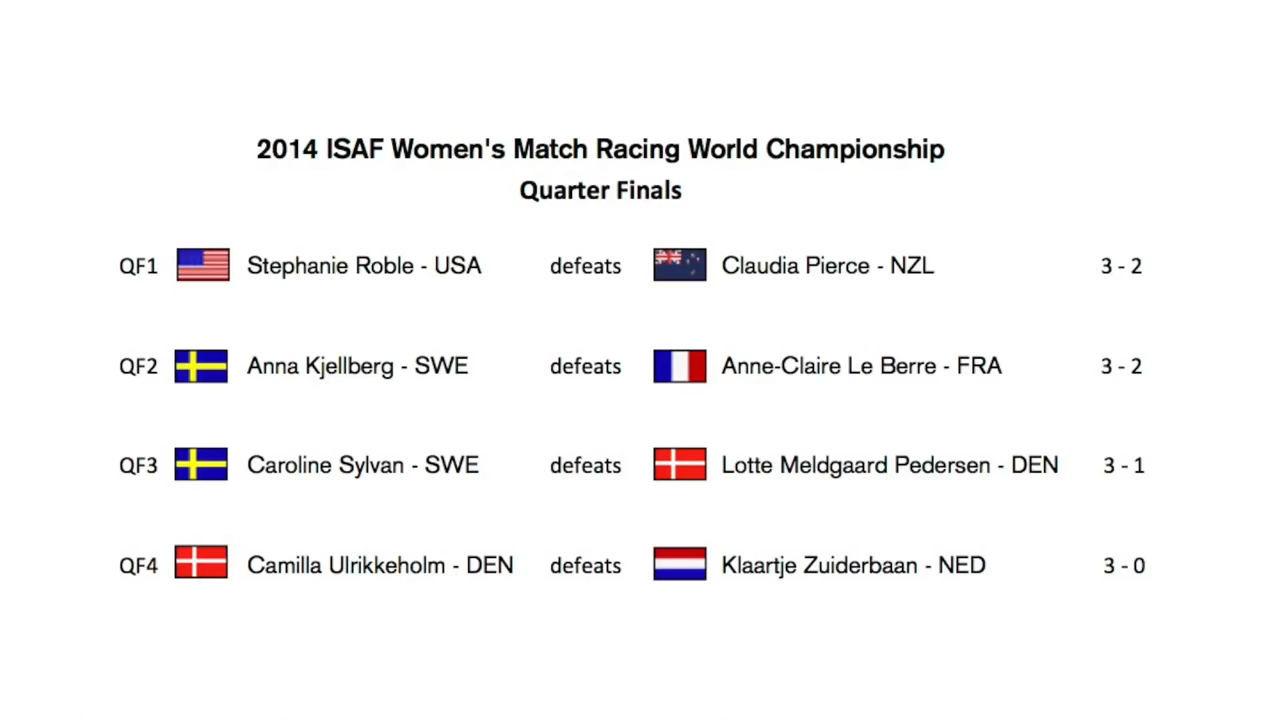 2014 ISAF Women's Match Racing World Championship
Quarter Finals
QF1 Stephanie Roble - USA defeats Claudia Pierce - NZL 3 - 2
QF2 Anna Kjellberg - SWE defeats Anne-Claire Le Berre - FRA 3 - 2
QF3 Caroline Sylvan - SWE defeats Lotte Meldgaard Pedersen - DEN 3 - 1
QF4 Camilla Ulrikkeholm - DEN defeats Klaartje Zuiderbaan - NED 3 - 0